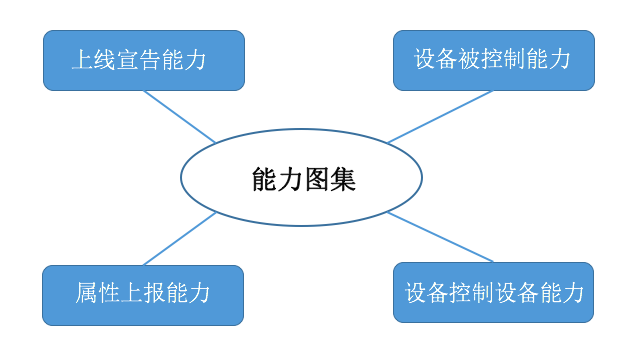 上线宣告能力
设备被控制能力
能力图集
属性上报能力
设备控制设备能力